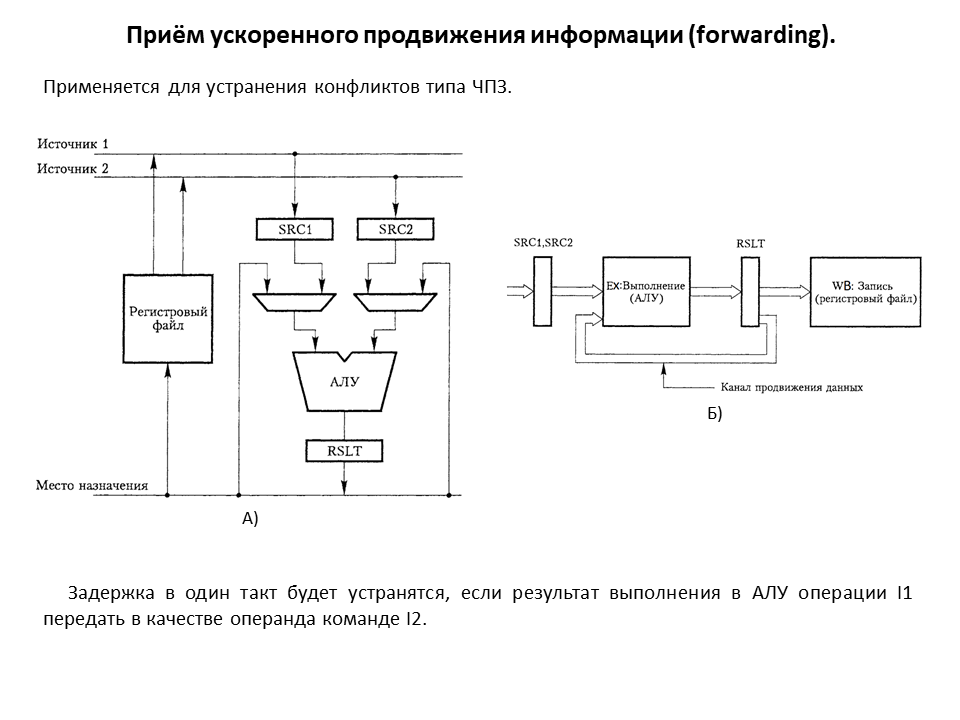 Приём ускоренного продвижения информации (forwarding).
Применяется для устранения конфликтов типа ЧПЗ.
Источник 1
Источник 2
SRC1
SRC2
Регистровый
файл
АЛУ
RSLT
Место назначения
А)
SRC1,SRC2
RSLT
EX:Выполнение
(АЛУ)
WB: Запись
(регистровый файл)
Канал продвижения данных
Б)
Задержка в один такт будет устранятся, если результат выполнения в АЛУ операции I1
передать в качестве операнда команде I2.